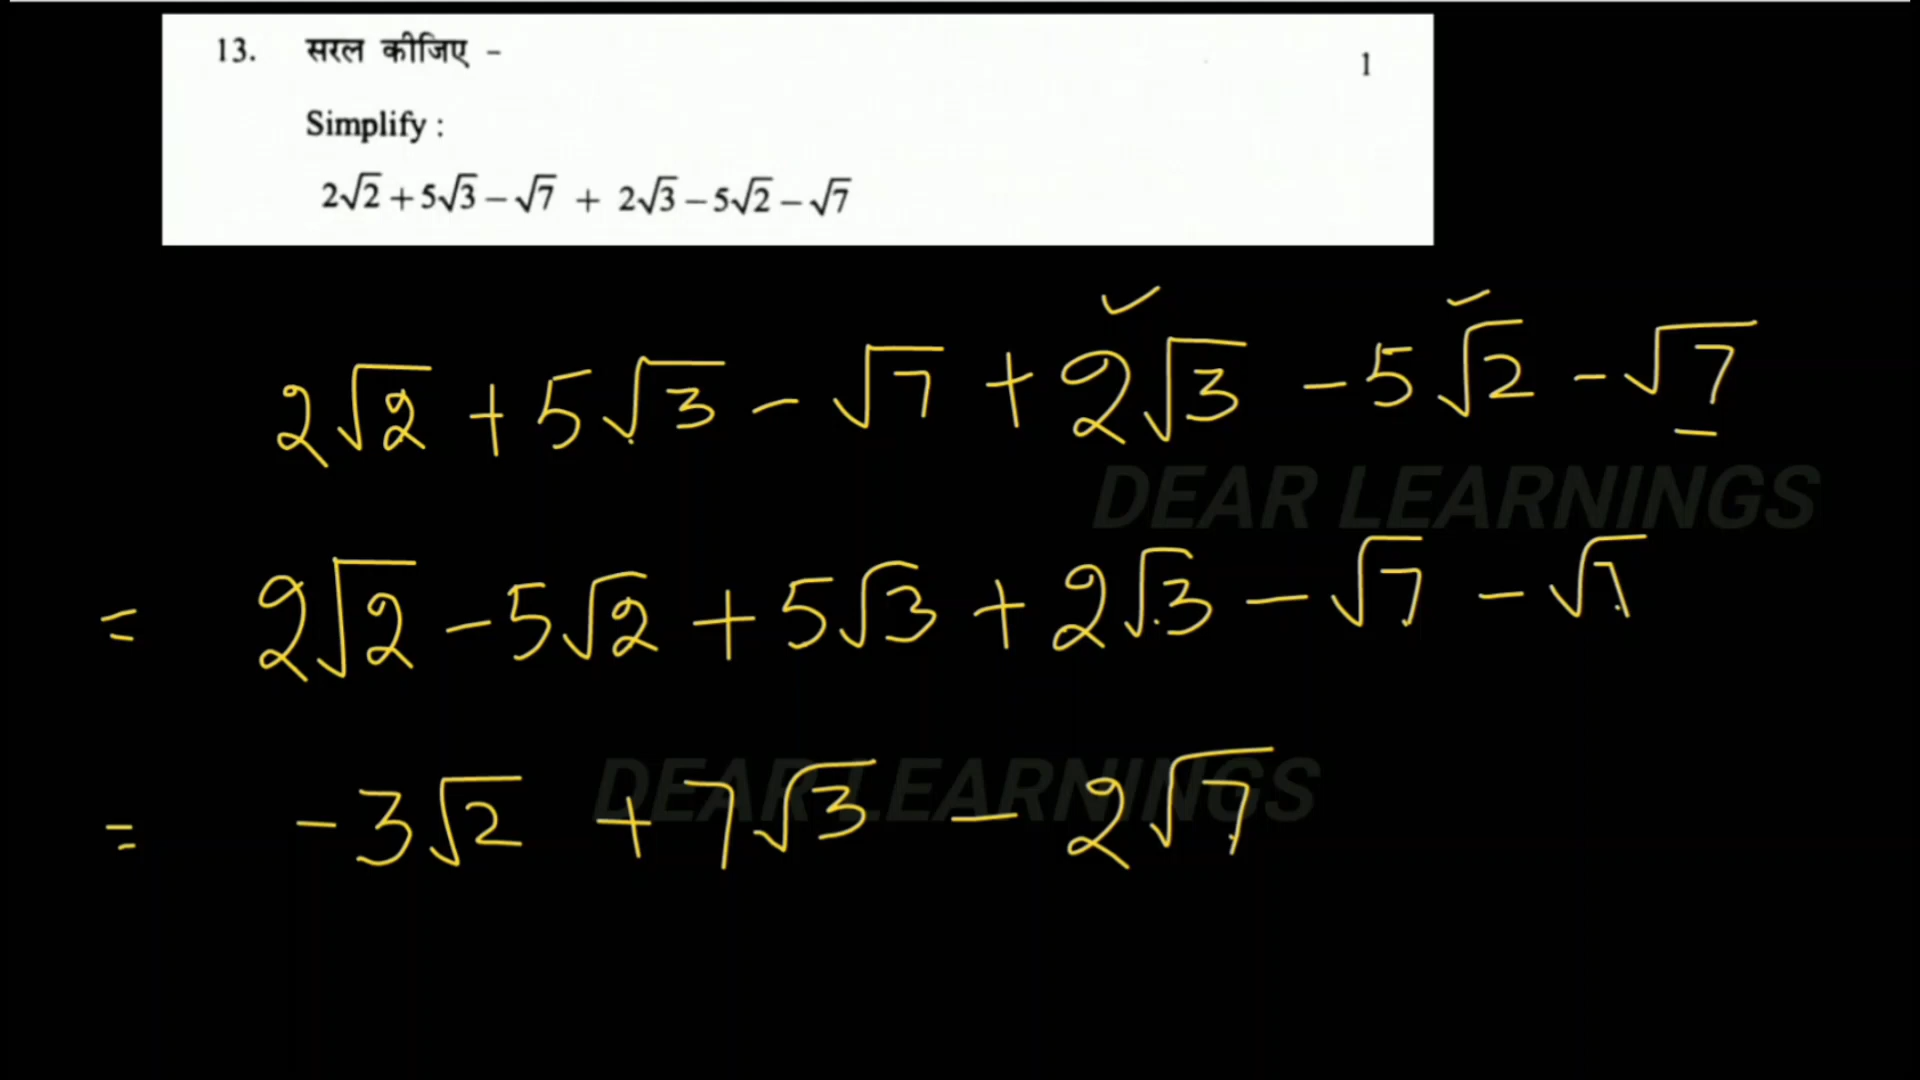 13. सरल कीजिए – 1
Simplify :
2√2 + 5√3 – √7 + 2√3 – 5√2 – √7
2√2 + 5√3 – √7 + 2√3 – 5√2 – √7
DEAR LEARNINGS
= 2√2 – 5√2 + 5√3 + 2√3 – √7 – √7
DEAR LEARNINGS
= – 3√2 + 7√3 – 2√7